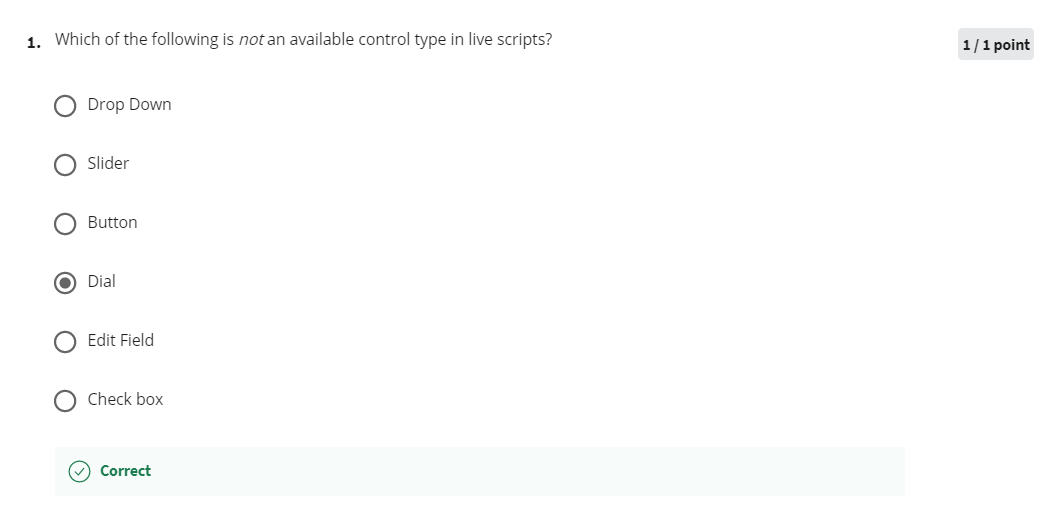 1. Which of the following is not an available control type in live scripts?
1 / 1 point
Drop Down
Slider
Button
Dial
Edit Field
Check box
Correct